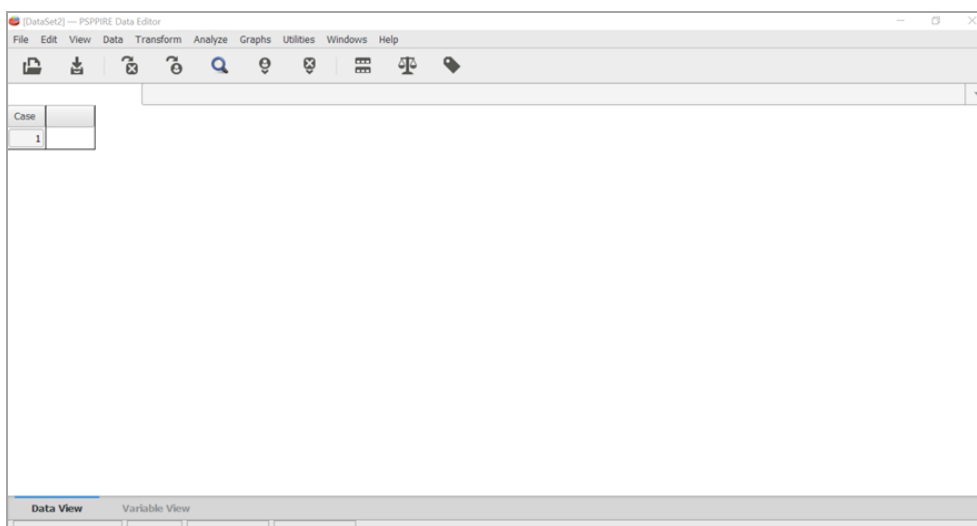 [DataSet2] — PSPPIRE Data Editor
File Edit View Data Transform Analyze Graphs Utilities Windows Help
Case
1
Data View Variable View